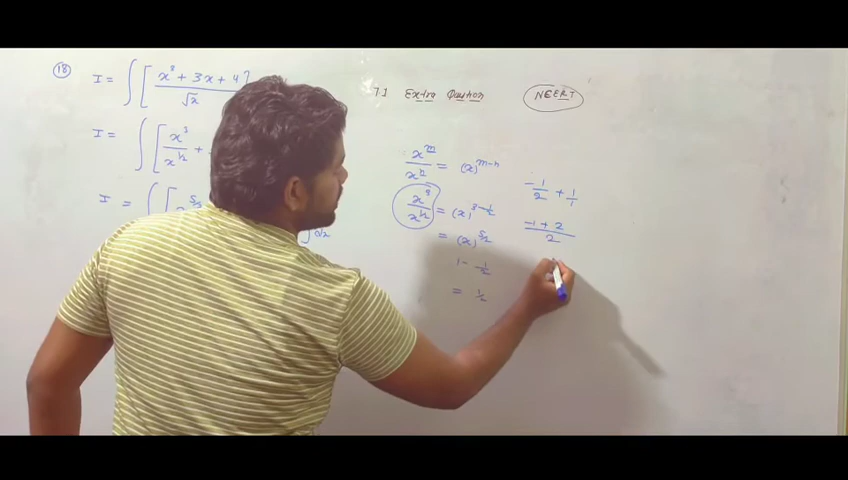 (18) I = ∫ [ x³ + 3x + 4 ]
√x
I = ∫ [ x³ / x^1/2 +
I = ∫ [
7.1 Extra Question
NCERT
x^m / x^n = (x)^m-n
x³ / x^1/2 = (x)^3-1/2
= (x)^5/2
1 - 1/2
= 1/2
-1/2 + 1/1
-1 + 2
2